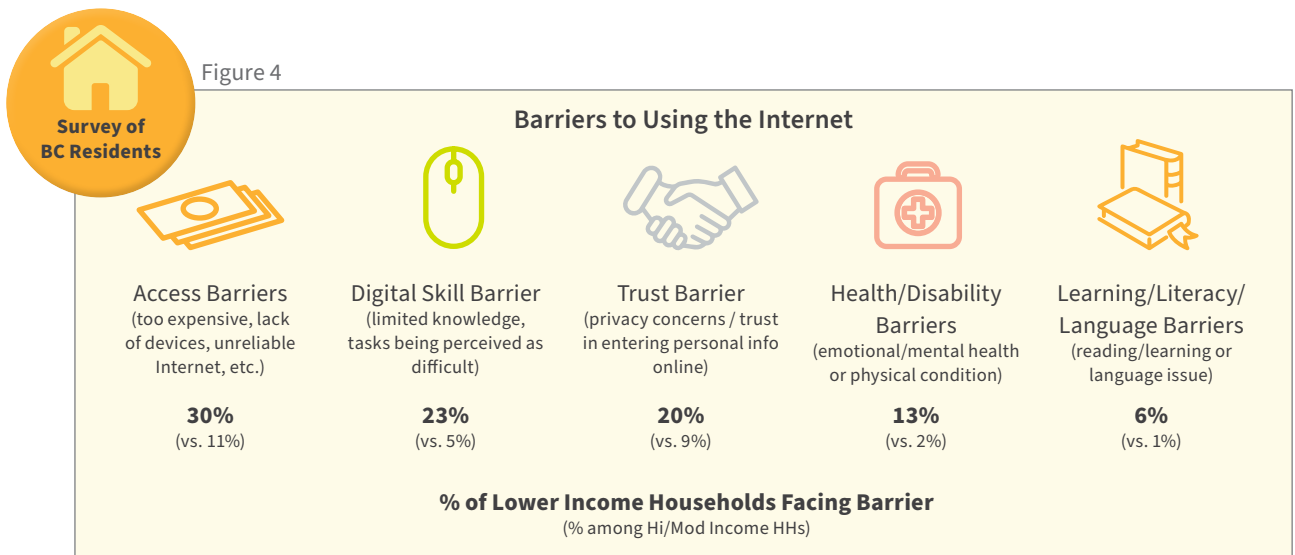 Survey of
BC Residents
Figure 4
Barriers to Using the Internet
Access Barriers
(too expensive, lack
of devices, unreliable
Internet, etc.)
30%
(vs. 11%)
Digital Skill Barrier
(limited knowledge,
tasks being perceived as
difficult)
23%
(vs. 5%)
Trust Barrier
(privacy concerns / trust
in entering personal info
online)
20%
(vs. 9%)
Health/Disability
Barriers
(emotional/mental health
or physical condition)
13%
(vs. 2%)
Learning/Literacy/
Language Barriers
(reading/learning or
language issue)
6%
(vs. 1%)
% of Lower Income Households Facing Barrier
(% among Hi/Mod Income HHs)